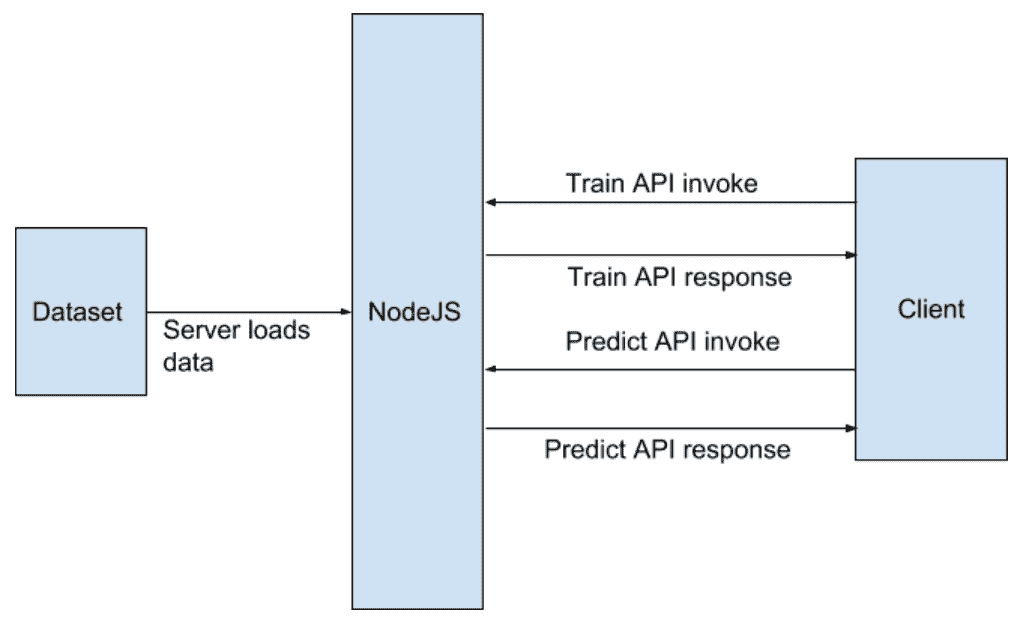 Dataset
Server loads
data
NodeJS
Train API invoke
Train API response
Predict API invoke
Predict API response
Client